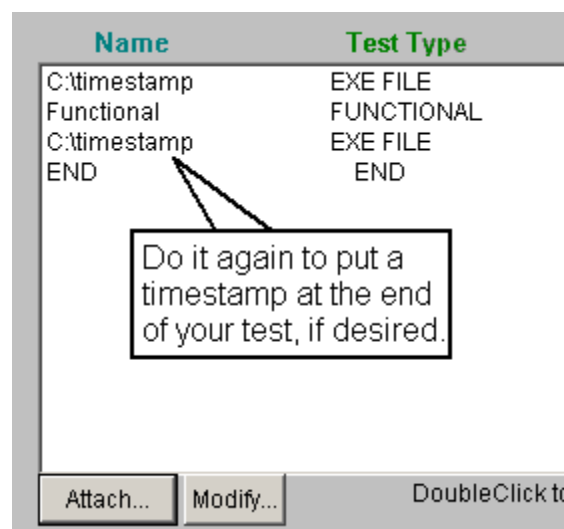 Name Test Type
C:\timestamp EXE FILE
Functional FUNCTIONAL
C:\timestamp EXE FILE
END END
Do it again to put a
timestamp at the end
of your test, if desired.
Attach... Modify... DoubleClick to